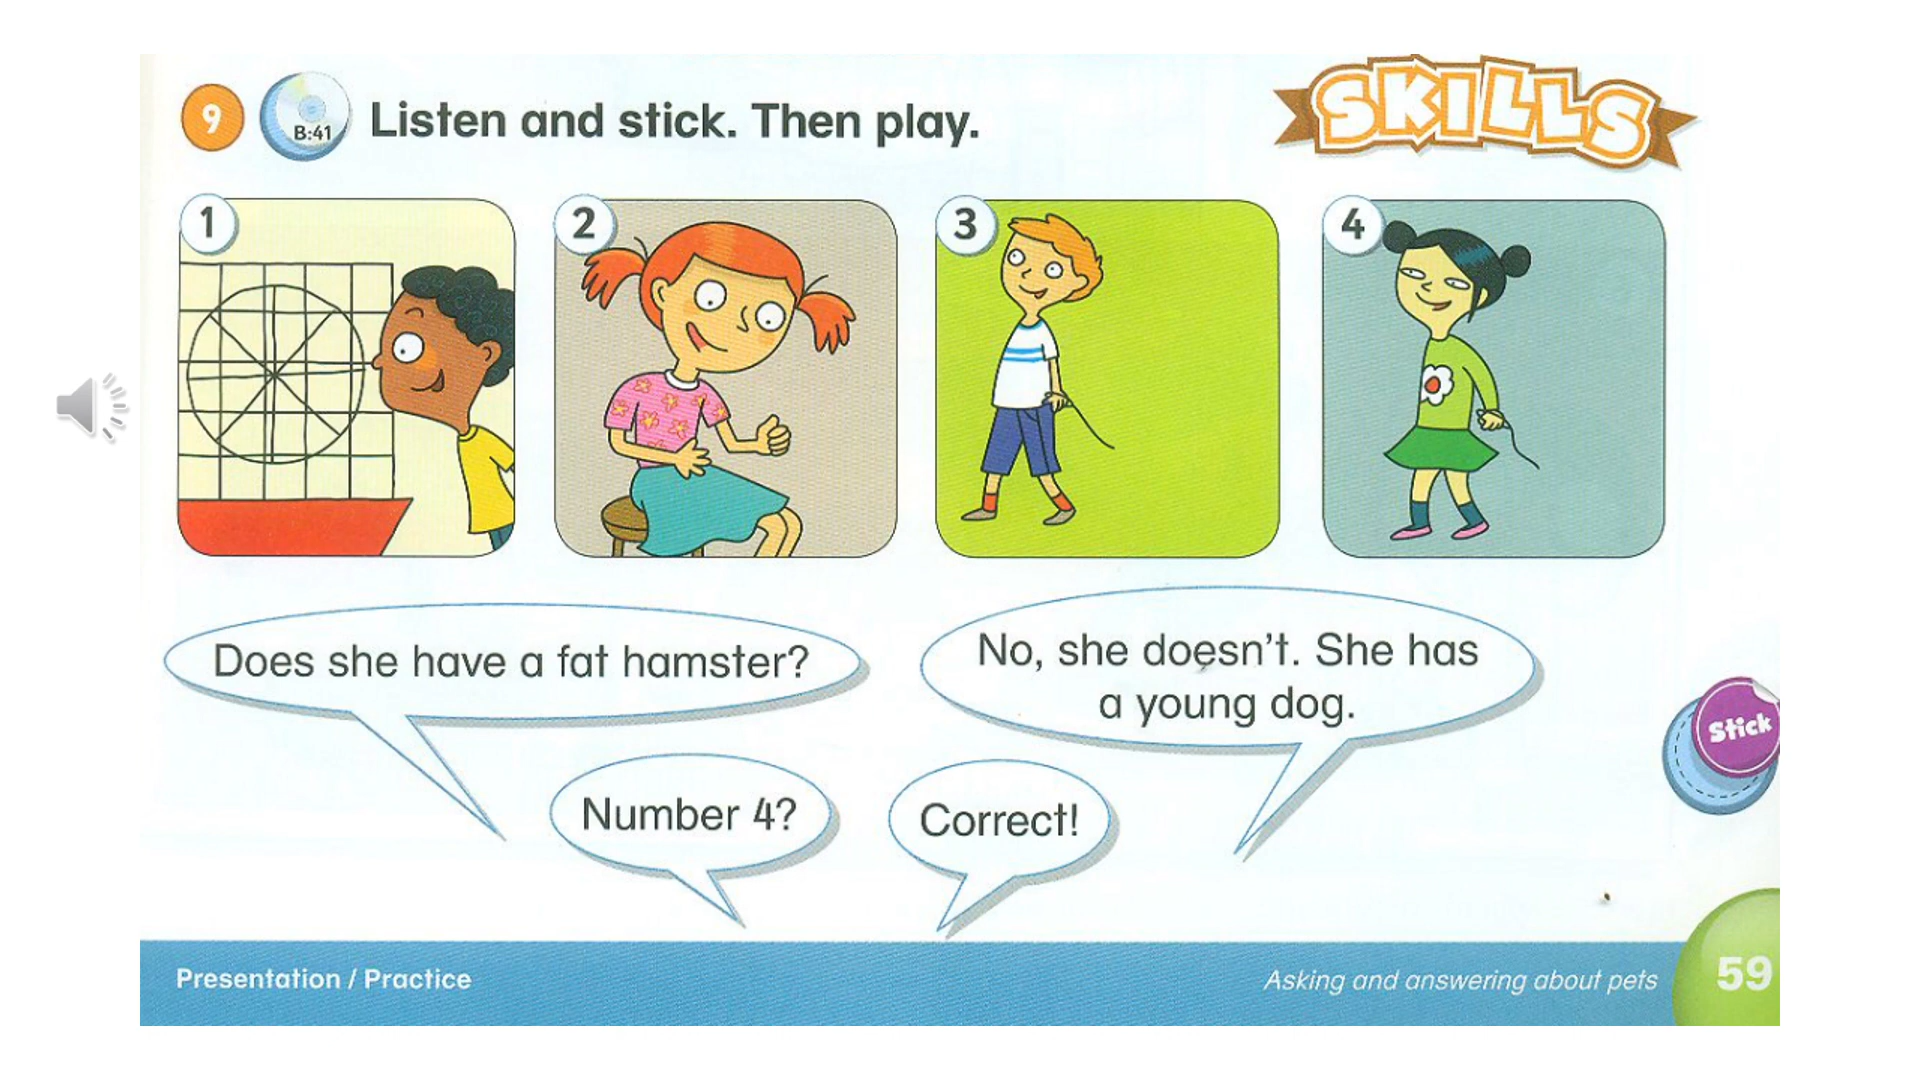 9 B:41 Listen and stick. Then play.
SKILLS
1
2
3
4
Does she have a fat hamster?
No, she doesn't. She has
a young dog.
Number 4?
Correct!
Stick
Presentation / Practice
Asking and answering about pets
59